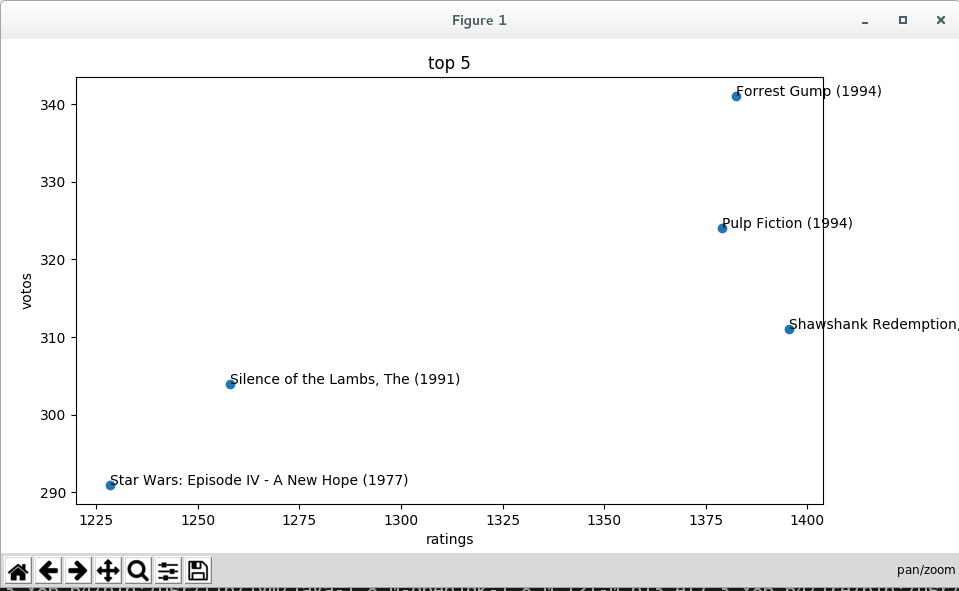 Figure 1
top 5
340
330
320
310
300
290
votos
Forrest Gump (1994)
Pulp Fiction (1994)
Shawshank Redemption,
Silence of the Lambs, The (1991)
Star Wars: Episode IV - A New Hope (1977)
1225 1250 1275 1300 1325 1350 1375 1400
ratings
pan/zoom